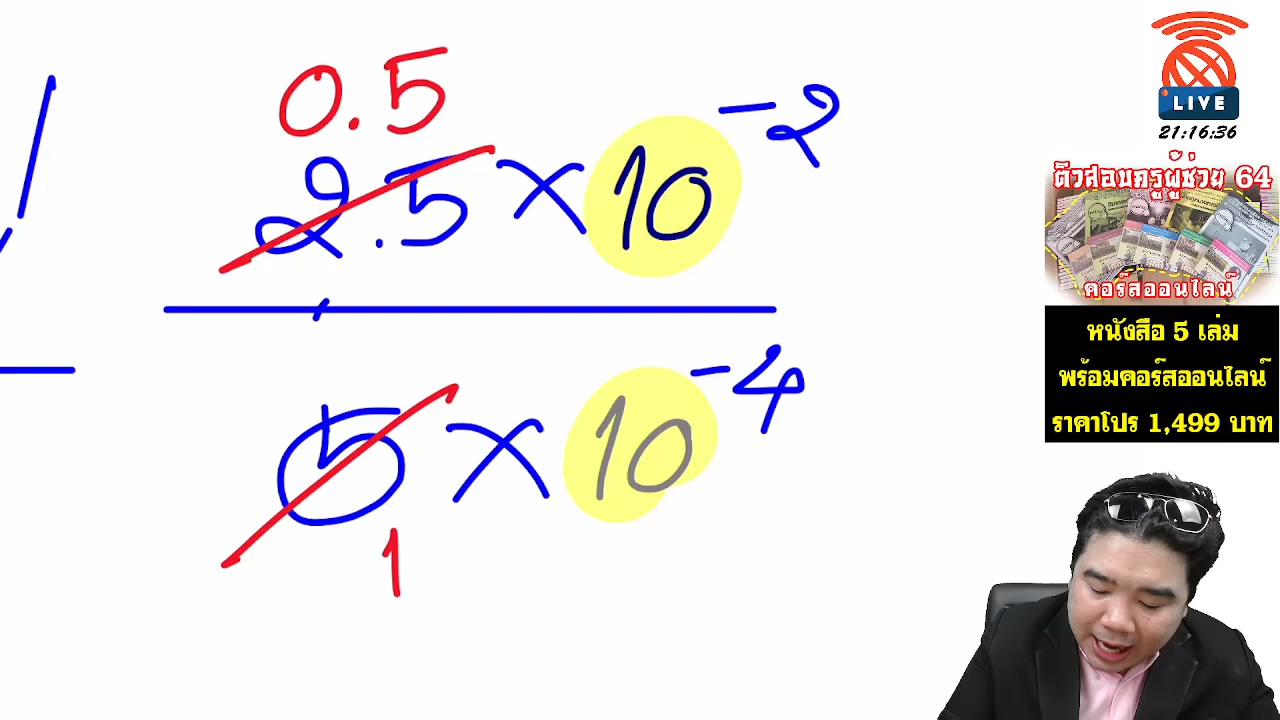 0.5
2.5 × 10⁻²
5 × 10⁻⁴
1
LIVE
21:16:36
ติวสอบครูผู้ช่วย 64
คอร์สออนไลน์
หนังสือ 5 เล่ม
พร้อมคอร์สออนไลน์
ราคาโปร 1,499 บาท